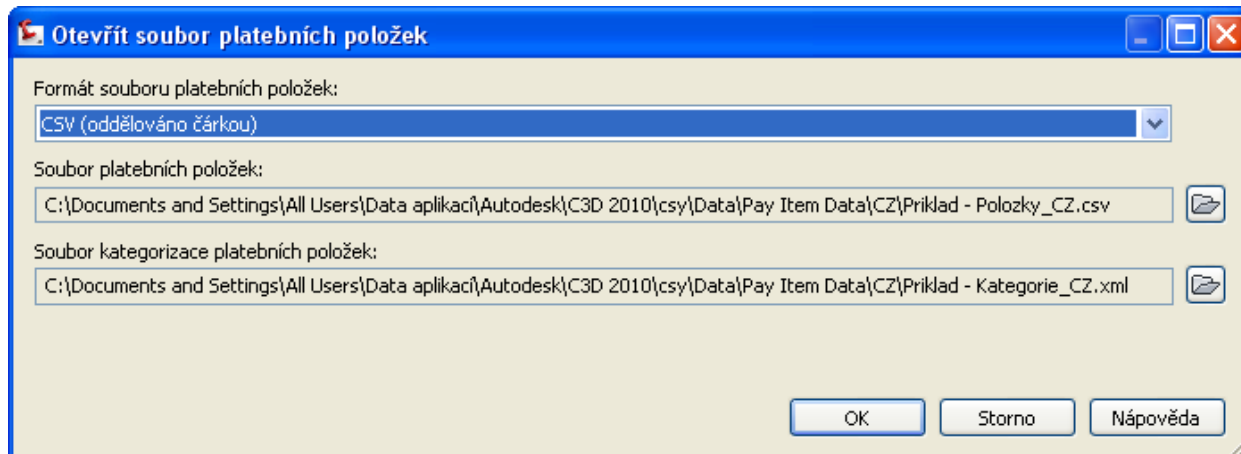 Otevřít soubor platebních položek
Formát souboru platebních položek:
CSV (oddělováno čárkou)
Soubor platebních položek:
C:\Documents and Settings\All Users\Data aplikací\Autodesk\C3D 2010\csy\Data\Pay Item Data\CZ\Priklad - Polozky_CZ.csv
Soubor kategorizace platebních položek:
C:\Documents and Settings\All Users\Data aplikací\Autodesk\C3D 2010\csy\Data\Pay Item Data\CZ\Priklad - Kategorie_CZ.xml
OK Storno Nápověda